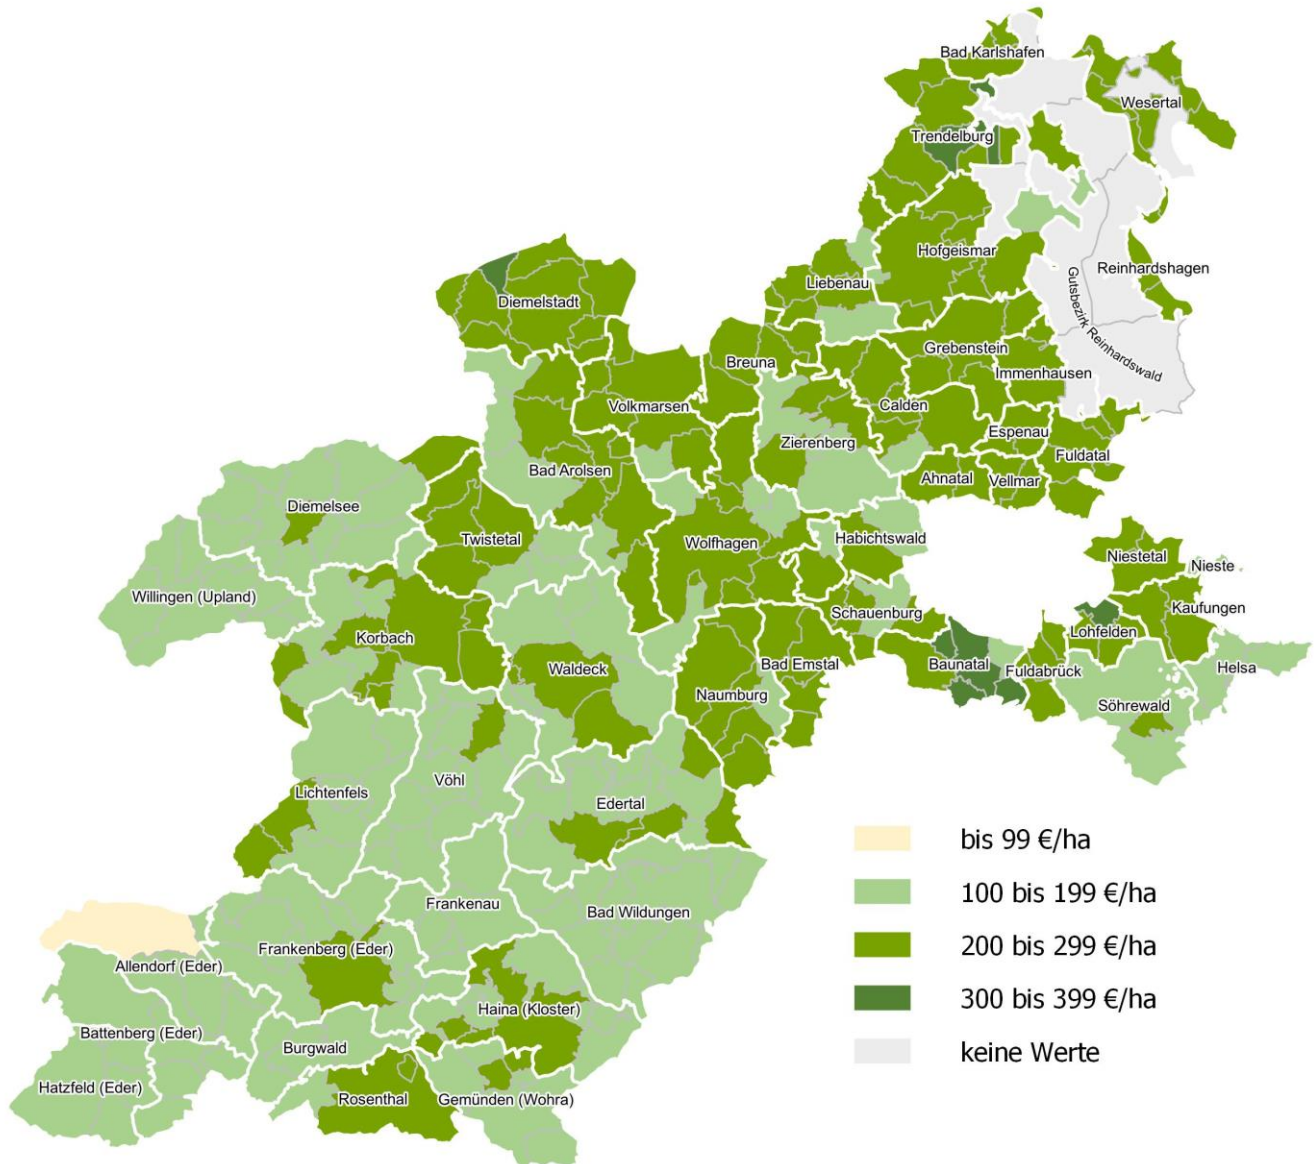 Bad Karlshafen
Wesertal
Trendelburg
Hofgeismar
Reinhardshagen
Liebenau
Gutsbezirk Reinhardswald
Diemelstadt
Grebenstein
Breuna
Immenhausen
Volkmarsen
Calden
Espenau
Zierenberg
Fuldatal
Bad Arolsen
Ahnatal
Vellmar
Diemelsee
Twistetal
Wolfhagen
Habichtswald
Niestetal
Nieste
Willingen (Upland)
Kaufungen
Schauenburg
Lohfelden
Korbach
Waldeck
Bad Emstal
Baunatal
Fuldabrück
Helsa
Naumburg
Söhrewald
Vöhl
Lichtenfels
Edertal
bis 99 €/ha
100 bis 199 €/ha
200 bis 299 €/ha
300 bis 399 €/ha
keine Werte
Frankenau
Bad Wildungen
Frankenberg (Eder)
Allendorf (Eder)
Haina (Kloster)
Battenberg (Eder)
Burgwald
Hatzfeld (Eder)
Rosenthal
Gemünden (Wohra)